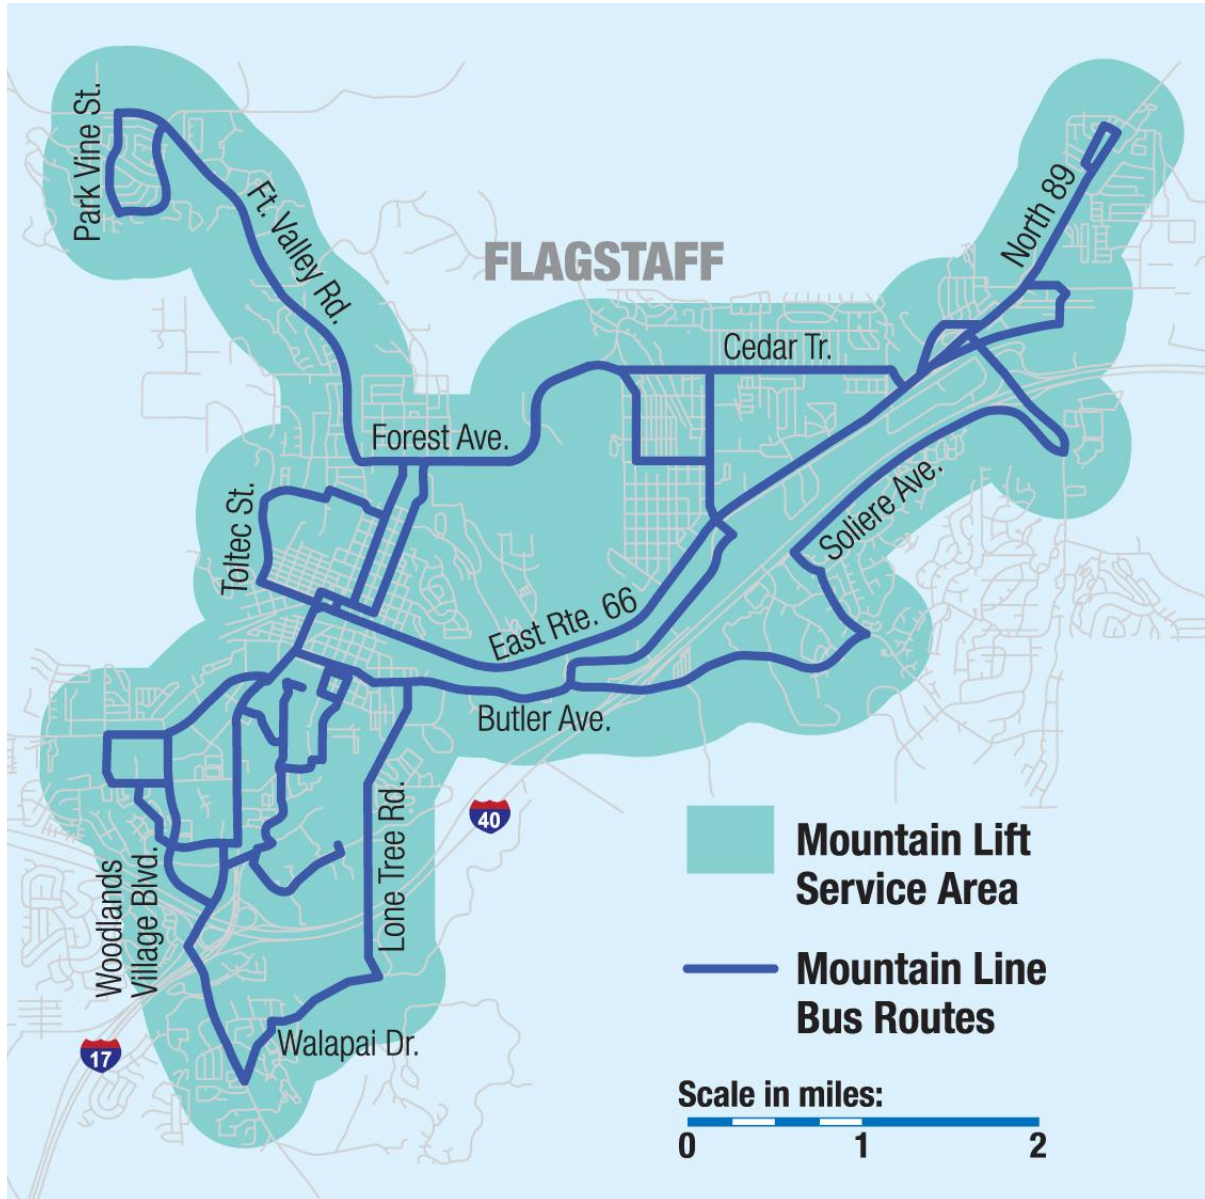 Park Vine St.
Ft. Valley Rd.
FLAGSTAFF
North 89
Cedar Tr.
Forest Ave.
Toltec St.
Soliere Ave.
East Rte. 66
Butler Ave.
Lone Tree Rd.
40
Woodlands
Village Blvd.
Walapai Dr.
17
Mountain Lift
Service Area
Mountain Line
Bus Routes
Scale in miles:
0 1 2